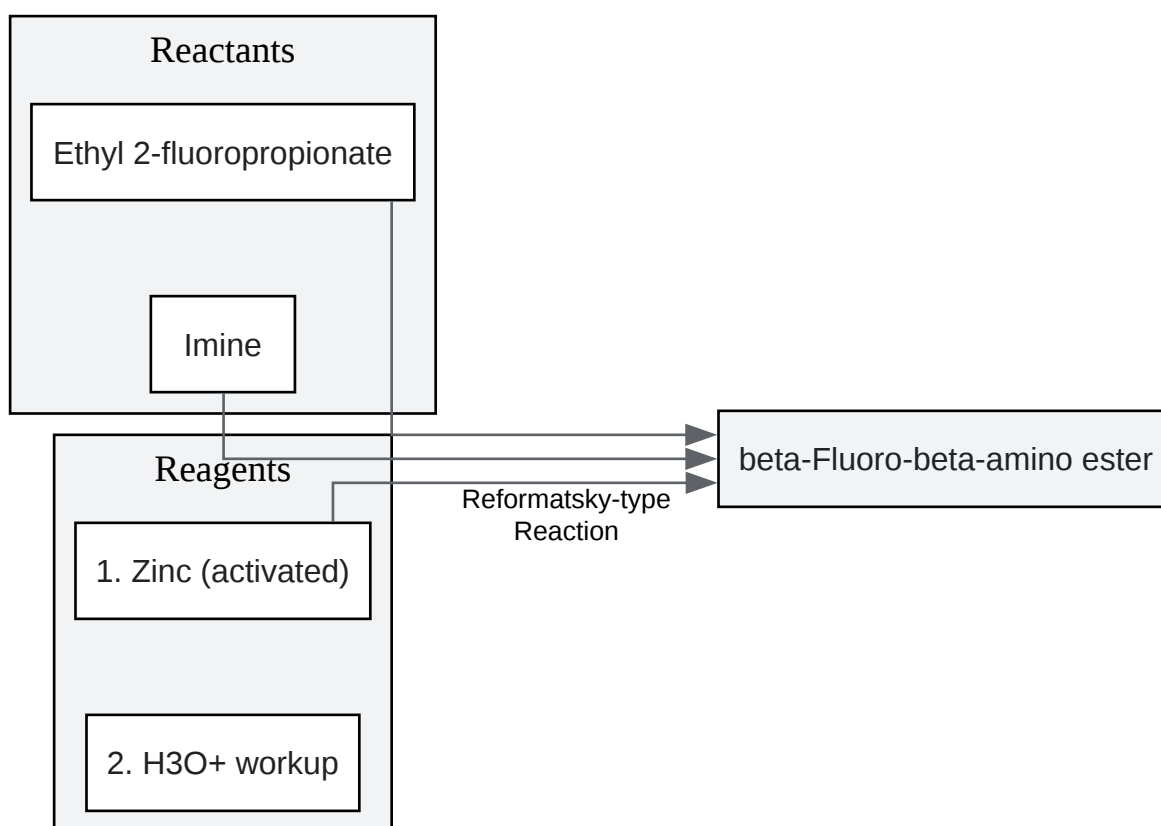 Reactants
Ethyl 2-fluoropropionate
Imine
Reagents
1. Zinc (activated)
2. H3O+ workup
Reformatsky-type
Reaction
beta-Fluoro-beta-amino ester